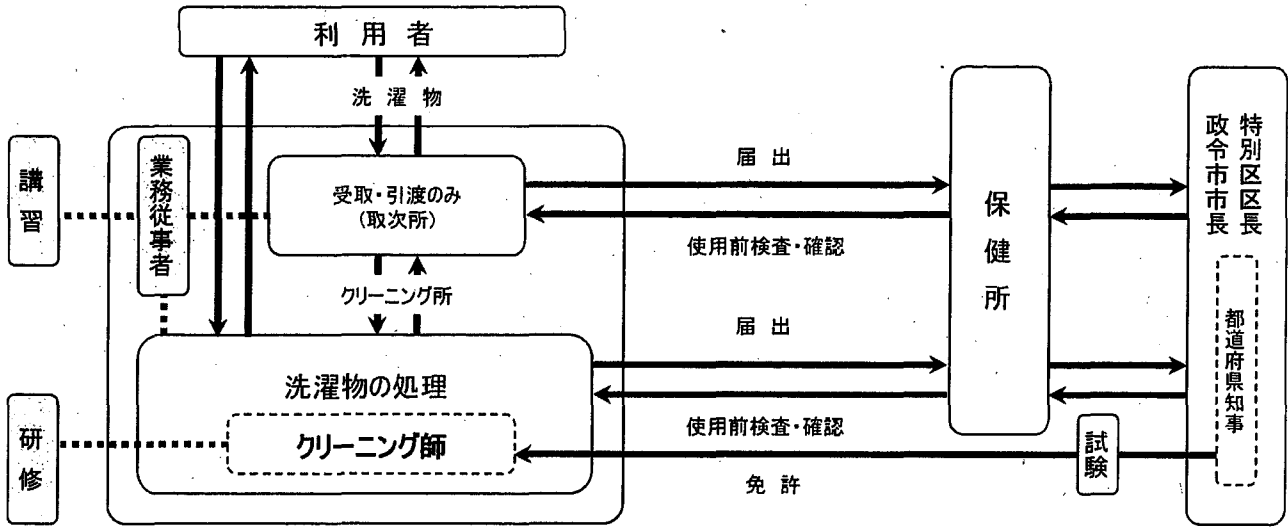 利用者
洗濯物
講習
業務従事者
受取・引渡のみ
(取次所)
届出
使用前検査・確認
クリーニング所
保健所
特別区区長
政令市市長
都道府県知事
届出
洗濯物の処理
クリーニング師
使用前検査・確認
研修
試験
免許